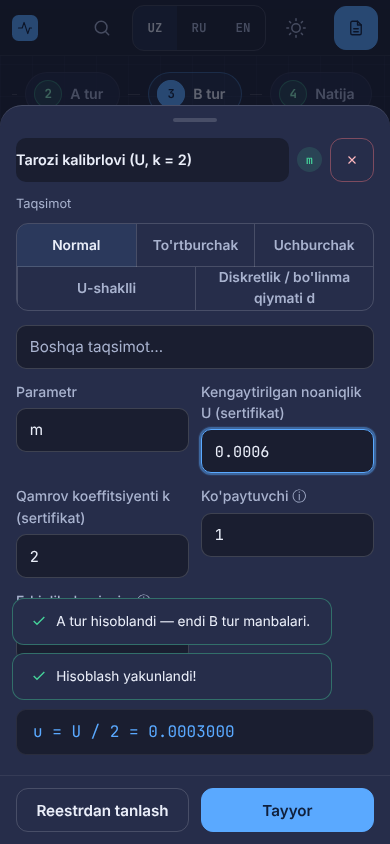 UZ RU EN
2 A tur 3 B tur 4 Natija
Tarozi kalibrlovi (U, k = 2) m ×
Taqsimot
Normal To'rtburchak Uchburchak
U-shaklli Diskretlik / bo'linma
qiymati d
Boshqa taqsimot...
Parametr Kengaytirilgan noaniqlik
U (sertifikat)
m
0.0006
Qamrov koeffitsiyenti k
(sertifikat)
Ko'paytuvchi ⓘ
2
1
A tur hisoblandi — endi B tur manbalari.
Hisoblash yakunlandi!
u = U / 2 = 0.0003000
Reestrdan tanlash Tayyor